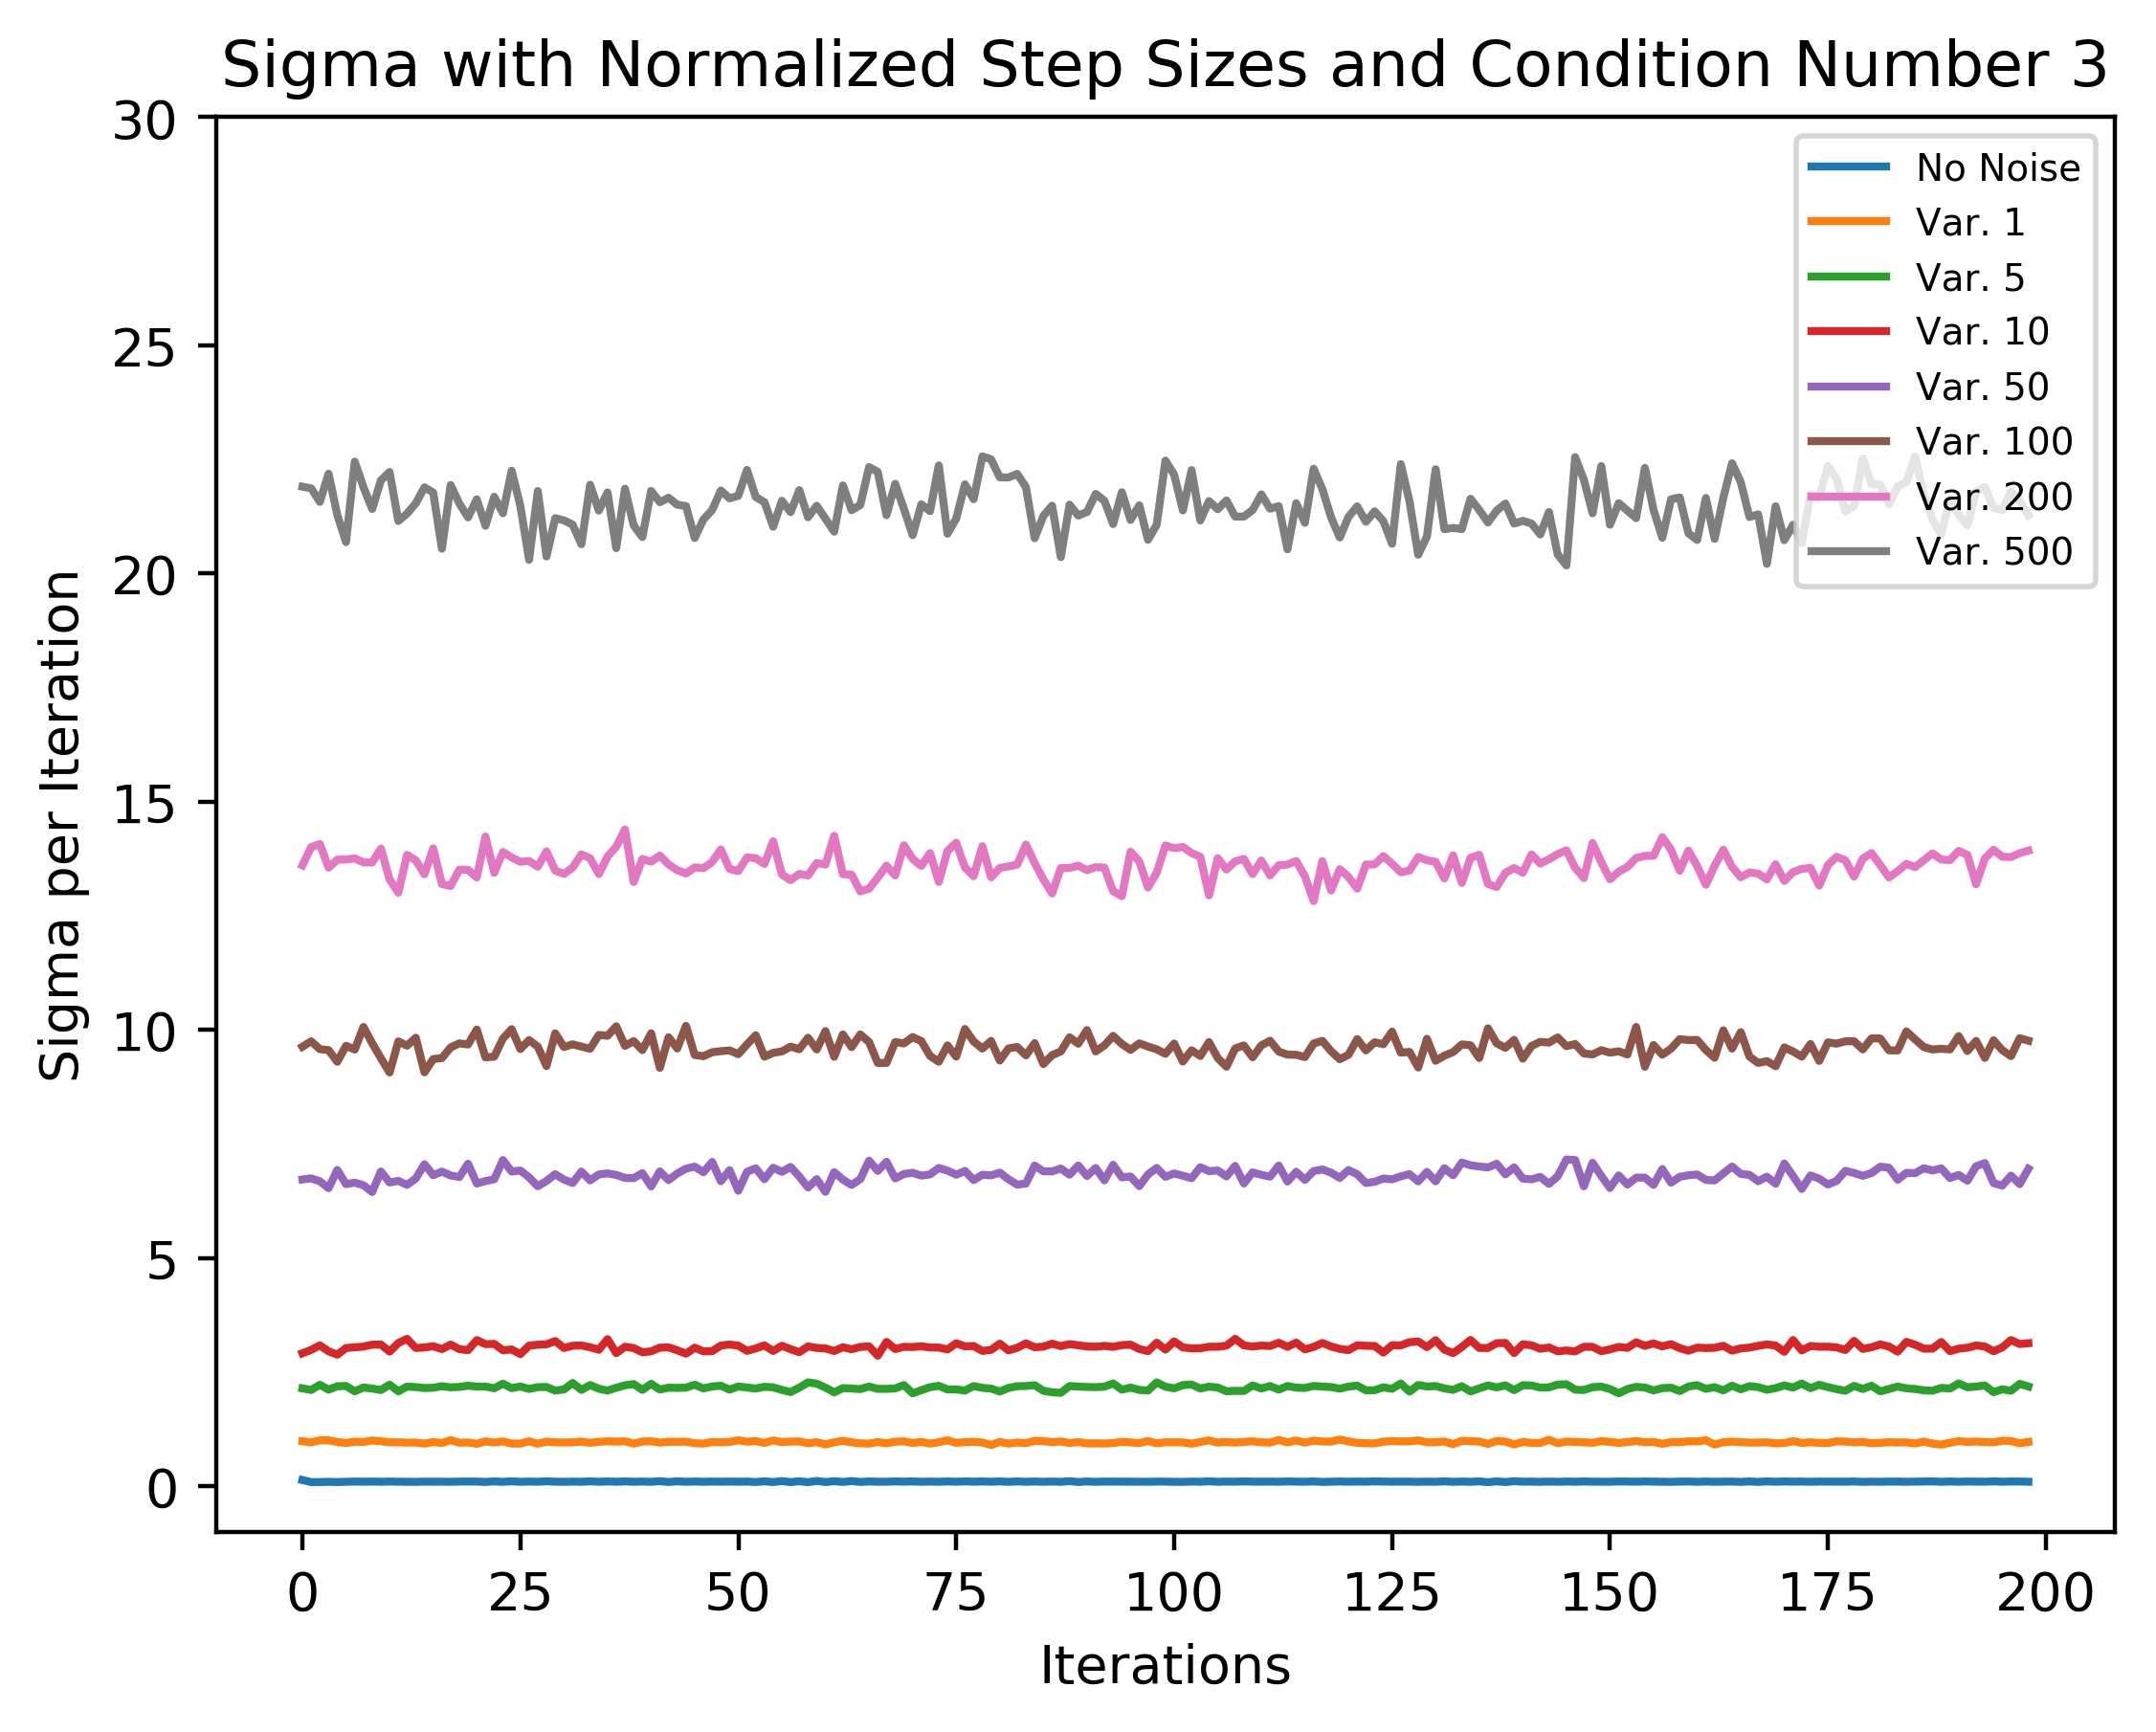 Sigma with Normalized Step Sizes and Condition Number 3
30
25
20
15
10
5
0
Sigma per Iteration
No Noise
Var. 1
Var. 5
Var. 10
Var. 50
Var. 100
Var. 200
Var. 500
0 25 50 75 100 125 150 175 200
Iterations